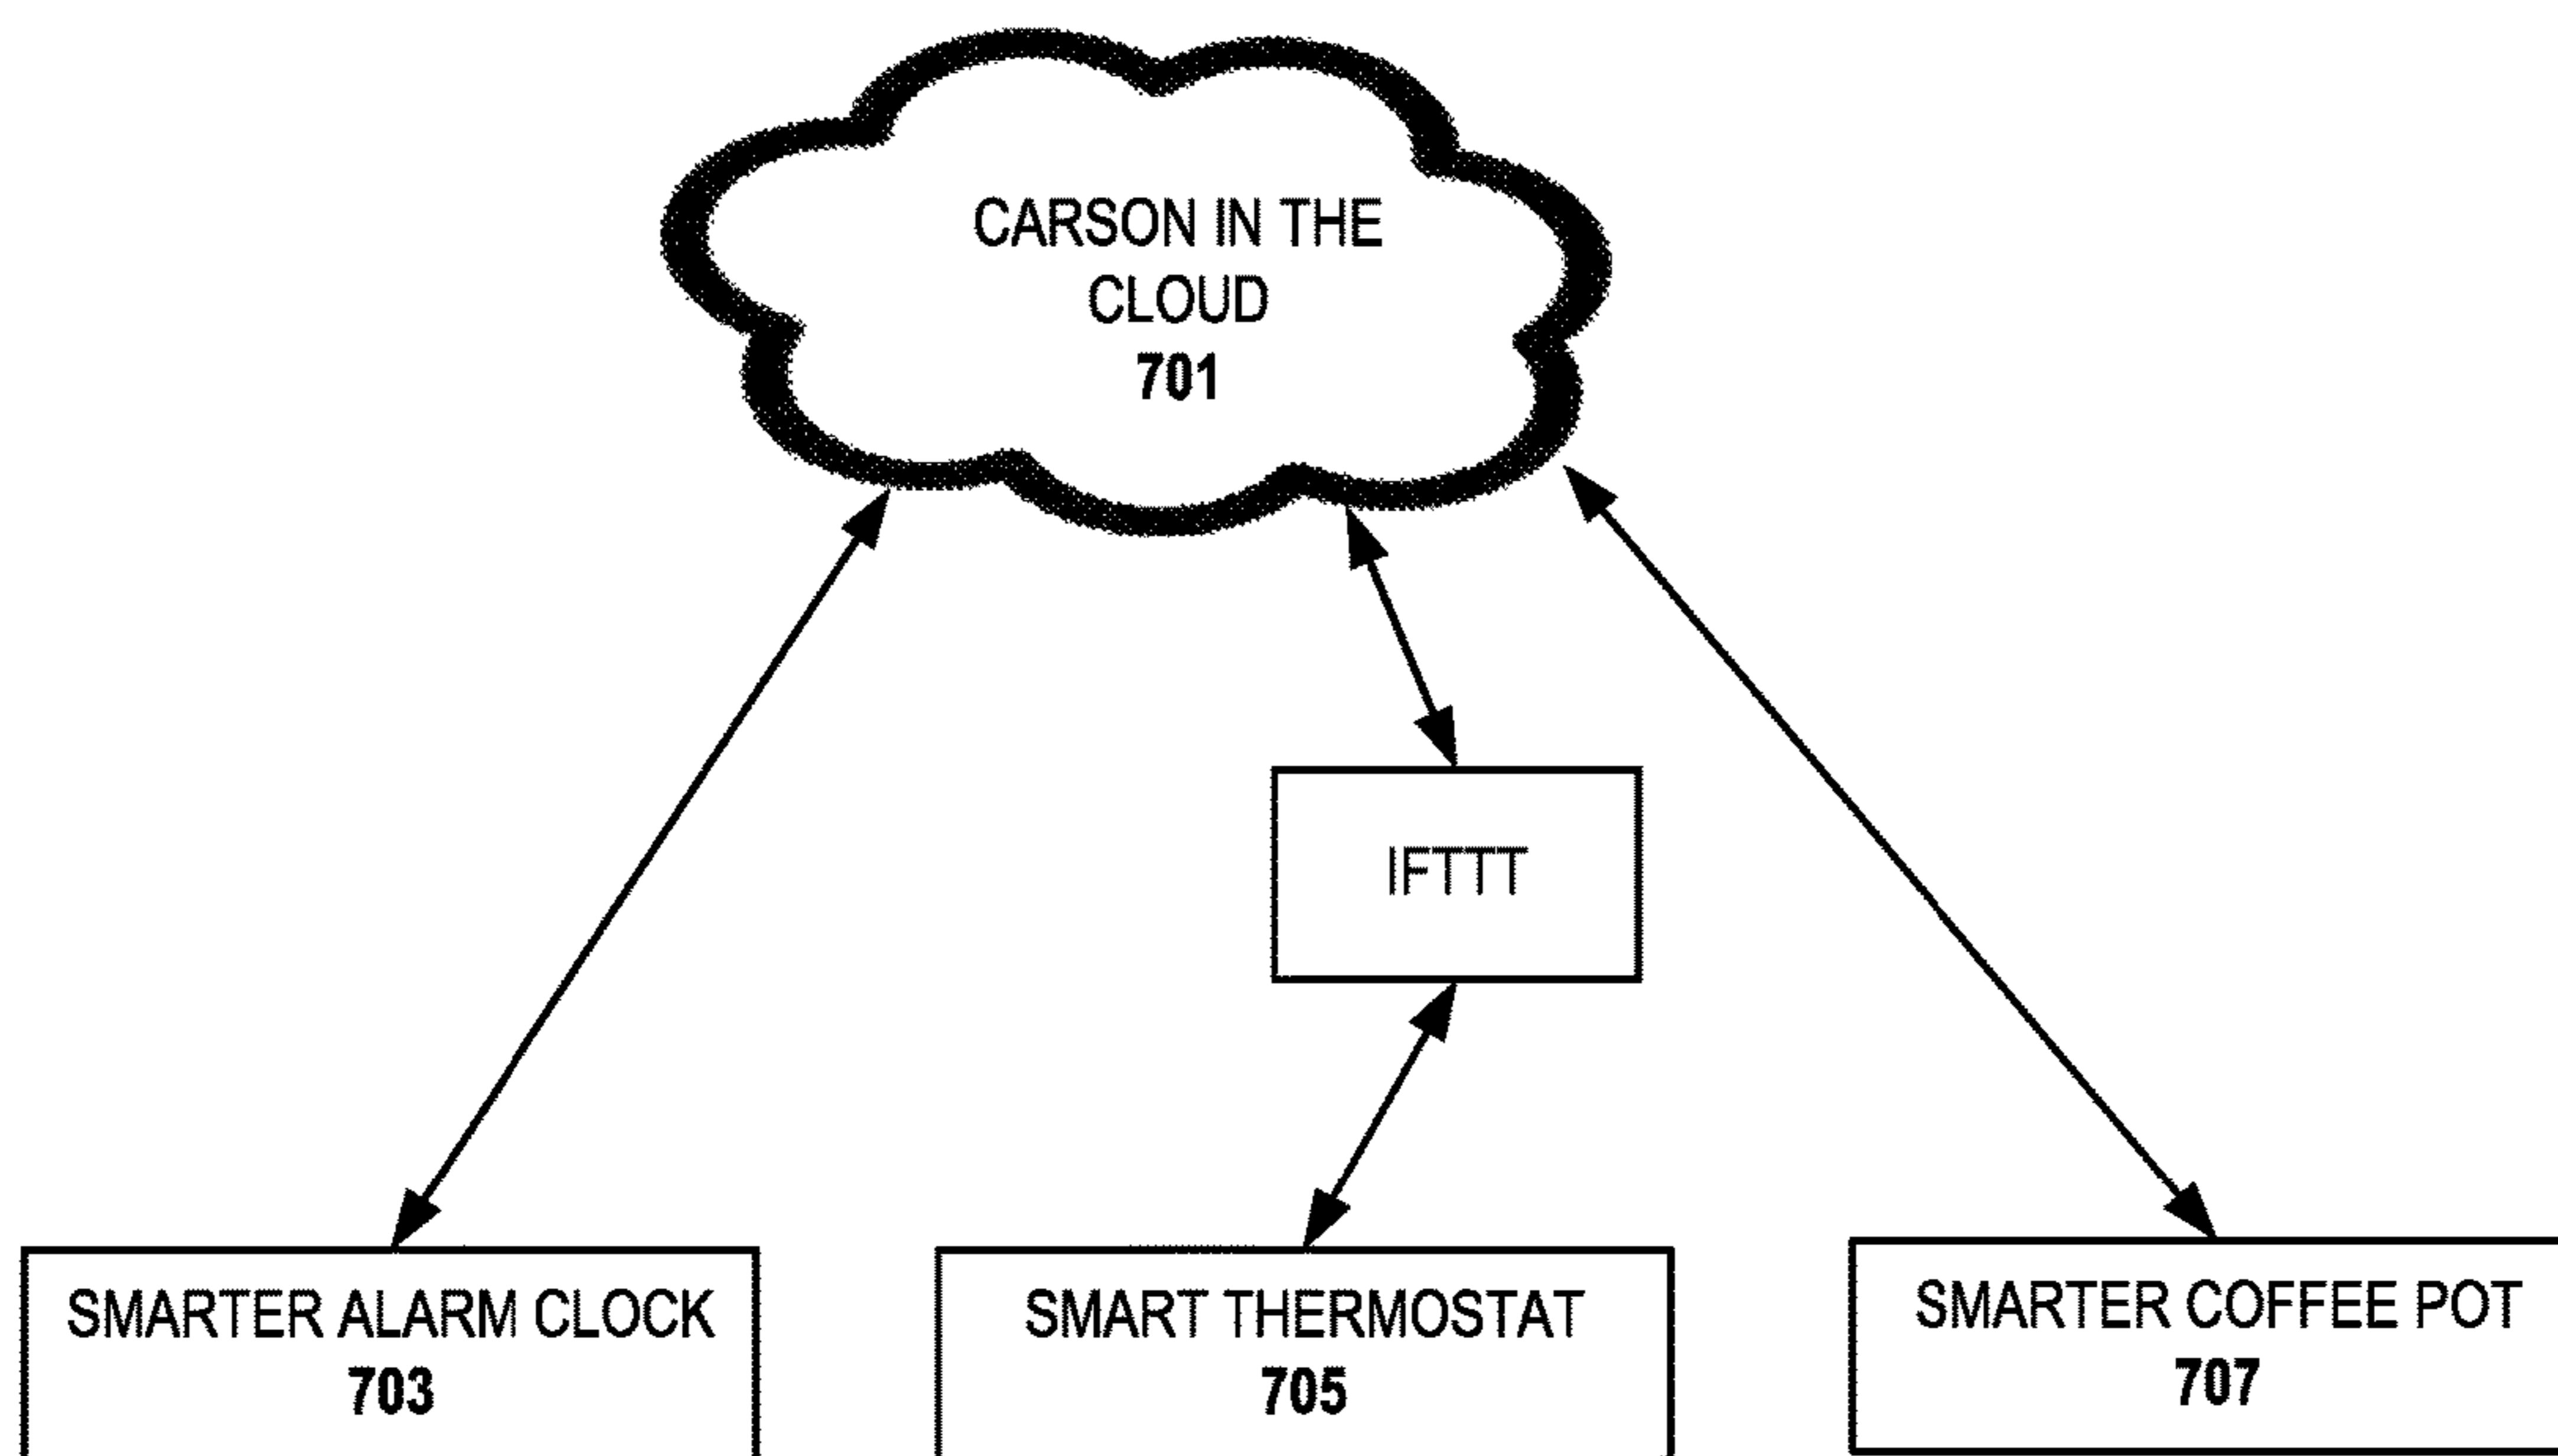 CARSON IN THE
CLOUD
701
IFTTT
SMARTER ALARM CLOCK
703
SMART THERMOSTAT
705
SMARTER COFFEE POT
707